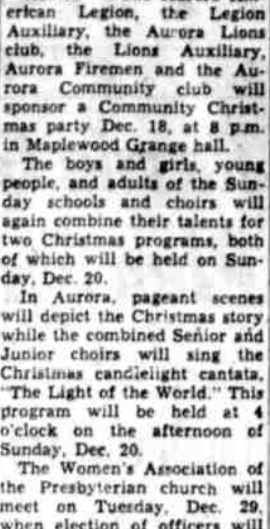 erican Legion, the Legion
Auxiliary, the Aurora Lions
club, the Lions Auxiliary,
Aurora Firemen and the Au-
rora Community club will
sponsor a Community Christ-
mas party Dec. 18, at 8 p.m.
in Maplewood Grange hall.
The boys and girls, young
people, and adults of the Sun-
day schools and choirs will
again combine their talents for
two Christmas programs, both
of which will be held on Sun-
day, Dec. 20.
In Aurora, pageant scenes
will depict the Christmas story
while the combined Senior and
Junior choirs will sing the
Christmas candlelight cantata,
"The Light of the World." This
program will be held at 4
o'clock on the afternoon of
Sunday, Dec. 20.
The Women's Association of
the Presbyterian church will
meet on Tuesday, Dec. 29,
when election of officers will